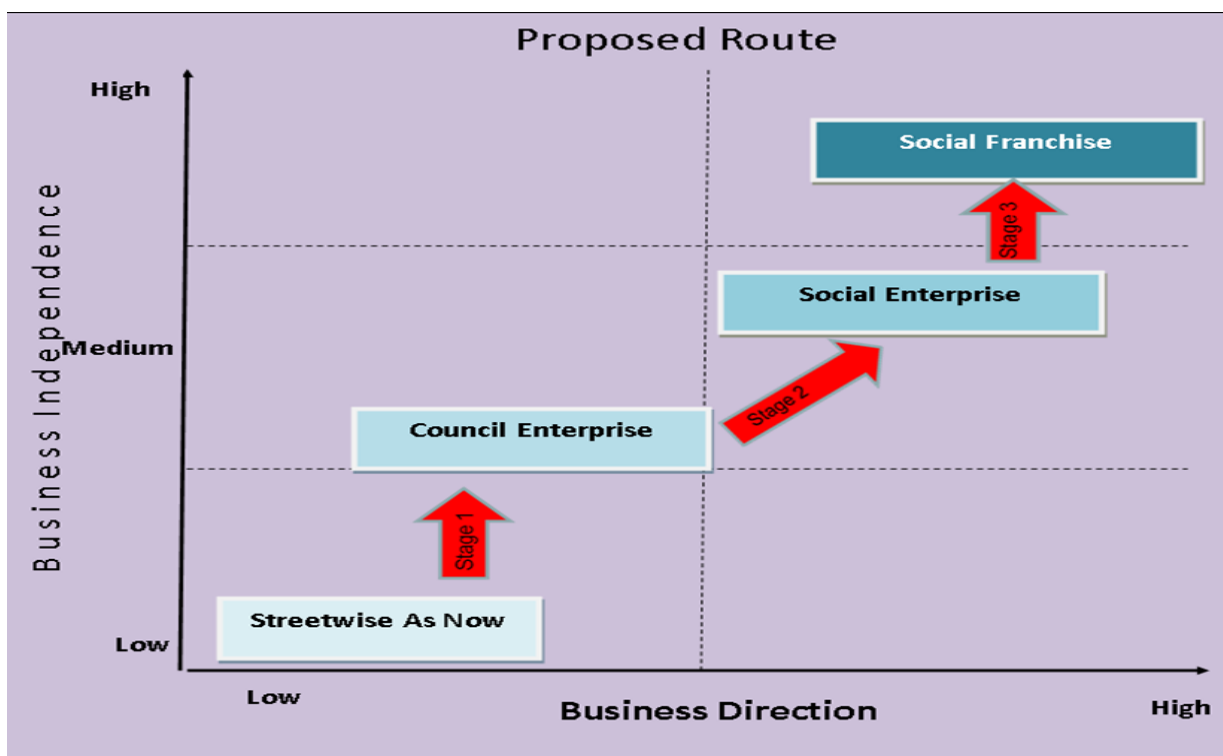 Proposed Route
High
Social Franchise
Stage 3
Business Independence
Social Enterprise
Medium
Stage 2
Council Enterprise
Stage 1
Streetwise As Now
Low
Low
Business Direction
High